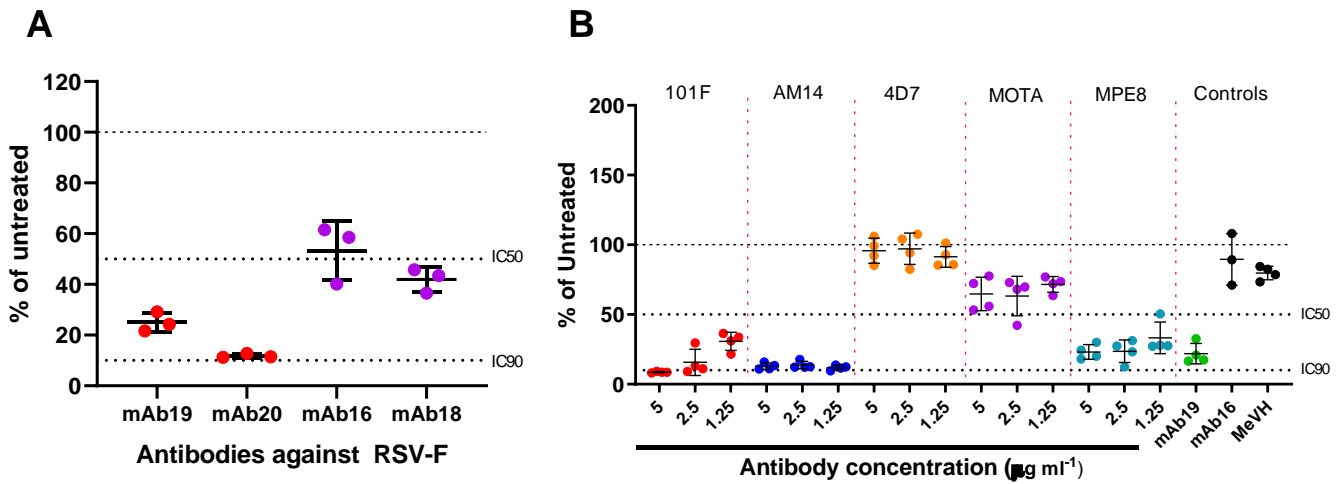 A
% of untreated
120
100
80
60
40
20
0
IC50
IC90
mAb19 mAb20 mAb16 mAb18
Antibodies against RSV-F
B
101F AM14 4D7 MOTA MPE8 Controls
% of Untreated
200
150
100
50
0
IC50
IC90
5 2.5 1.25 5 2.5 1.25 5 2.5 1.25 5 2.5 1.25 5 2.5 1.25 mAb19 mAb16 MeVH
Antibody concentration (μg ml⁻¹)